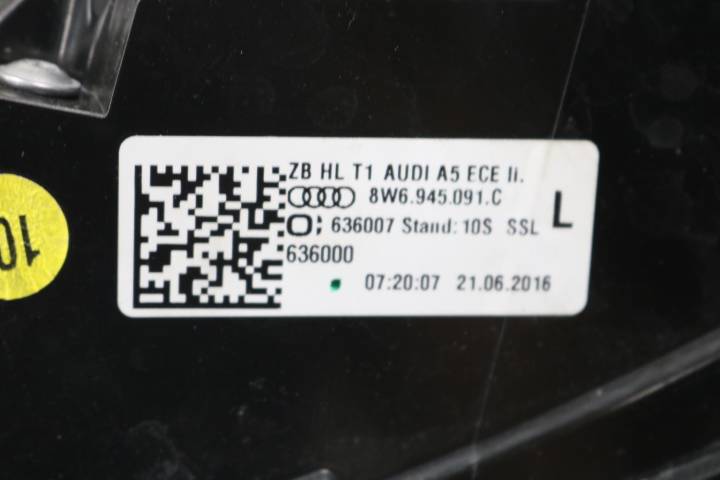 ZB HL T1 AUDI A5 ECE li.
8W6.945.091.C
L
636007 Stand: 10S SSL
636000
07:20:07 21.06.2016
10